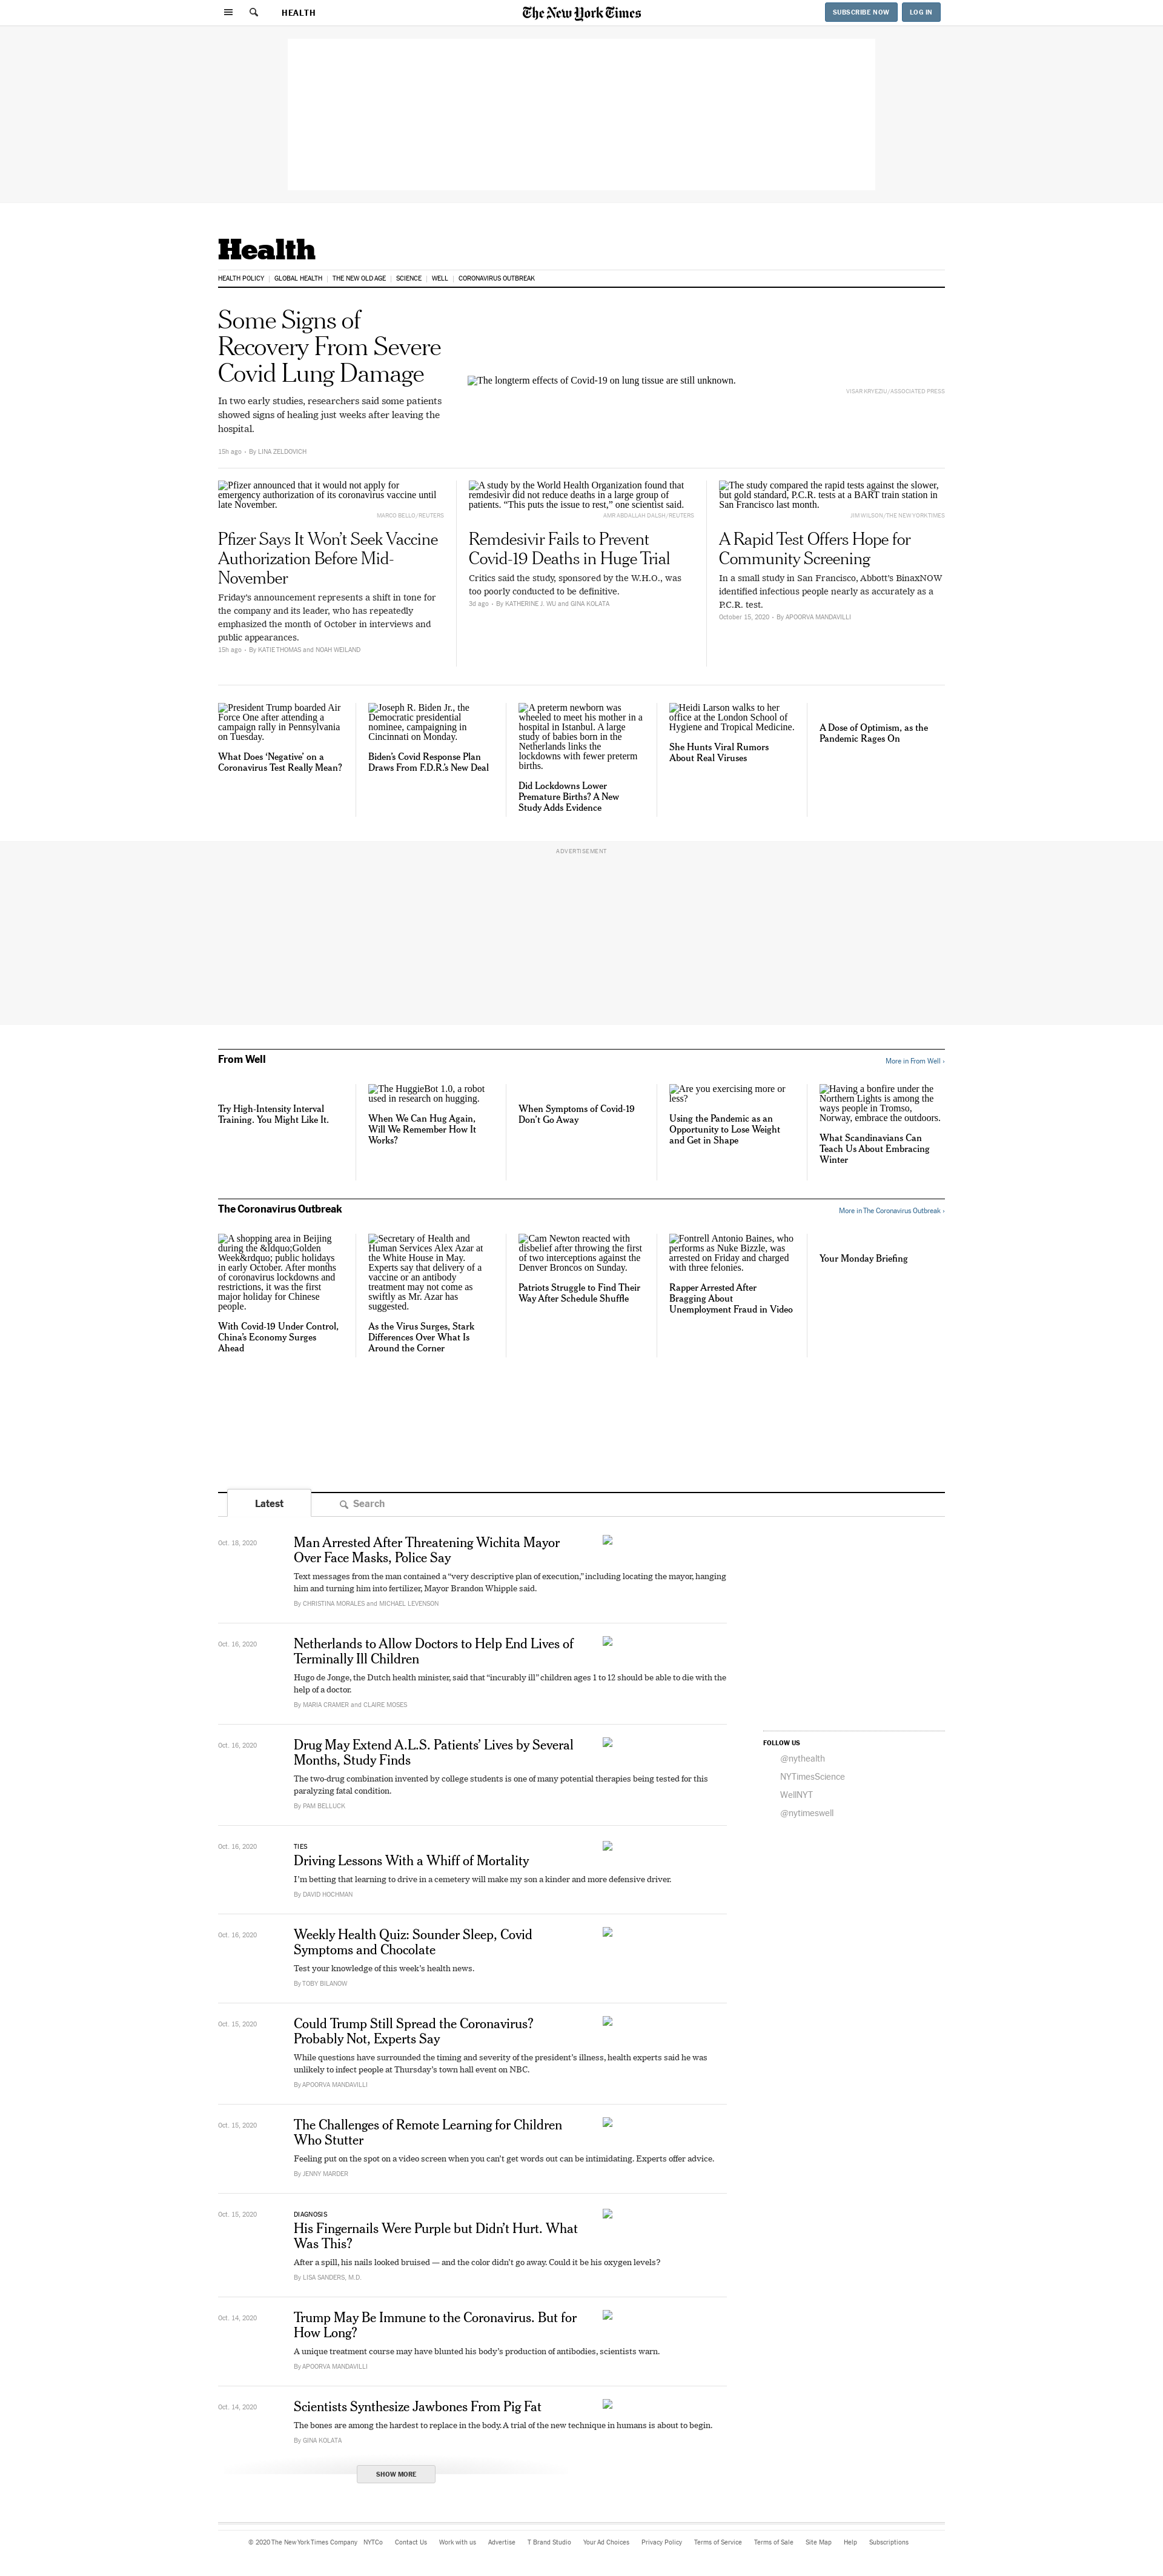 HEALTH
The New York Times
SUBSCRIBE NOW
LOG IN
Health
HEALTH POLICY | GLOBAL HEALTH | THE NEW OLD AGE | SCIENCE | WELL | CORONAVIRUS OUTBREAK
Some Signs of
Recovery From Severe
Covid Lung Damage
In two early studies, researchers said some patients
showed signs of healing just weeks after leaving the
hospital.
15h ago • By LINA ZELDOVICH
The longterm effects of Covid-19 on lung tissue are still unknown.
VISAR KRYEZIU/ASSOCIATED PRESS
Pfizer announced that it would not apply for
emergency authorization of its coronavirus vaccine until
late November.
MARCO BELLO/REUTERS
Pfizer Says It Won’t Seek Vaccine
Authorization Before Mid-
November
Friday’s announcement represents a shift in tone for
the company and its leader, who has repeatedly
emphasized the month of October in interviews and
public appearances.
15h ago • By KATIE THOMAS and NOAH WEILAND
A study by the World Health Organization found that
remdesivir did not reduce deaths in a large group of
patients. “This puts the issue to rest,” one scientist said.
AMR ABDALLAH DALSH/REUTERS
Remdesivir Fails to Prevent
Covid-19 Deaths in Huge Trial
Critics said the study, sponsored by the W.H.O., was
too poorly conducted to be definitive.
3d ago • By KATHERINE J. WU and GINA KOLATA
The study compared the rapid tests against the slower,
but gold standard, P.C.R. tests at a BART train station in
San Francisco last month.
JIM WILSON/THE NEW YORK TIMES
A Rapid Test Offers Hope for
Community Screening
In a small study in San Francisco, Abbott’s BinaxNOW
identified infectious people nearly as accurately as a
P.C.R. test.
October 15, 2020 • By APOORVA MANDAVILLI
President Trump boarded Air
Force One after attending a
campaign rally in Pennsylvania
on Tuesday.
What Does ‘Negative’ on a
Coronavirus Test Really Mean?
Joseph R. Biden Jr., the
Democratic presidential
nominee, campaigning in
Cincinnati on Monday.
Biden’s Covid Response Plan
Draws From F.D.R.’s New Deal
A preterm newborn was
wheeled to meet his mother in a
hospital in Istanbul. A large
study of babies born in the
Netherlands links the
lockdowns with fewer preterm
births.
Did Lockdowns Lower
Premature Births? A New
Study Adds Evidence
Heidi Larson walks to her
office at the London School of
Hygiene and Tropical Medicine.
She Hunts Viral Rumors
About Real Viruses
A Dose of Optimism, as the
Pandemic Rages On
ADVERTISEMENT
From Well
More in From Well ›
Try High-Intensity Interval
Training. You Might Like It.
The HuggieBot 1.0, a robot
used in research on hugging.
When We Can Hug Again,
Will We Remember How It
Works?
When Symptoms of Covid-19
Don’t Go Away
Are you exercising more or
less?
Using the Pandemic as an
Opportunity to Lose Weight
and Get in Shape
Having a bonfire under the
Northern Lights is among the
ways people in Tromso,
Norway, embrace the outdoors.
What Scandinavians Can
Teach Us About Embracing
Winter
The Coronavirus Outbreak
More in The Coronavirus Outbreak ›
A shopping area in Beijing
during the &ldquo;Golden
Week&rdquo; public holidays
in early October. After months
of coronavirus lockdowns and
restrictions, it was the first
major holiday for Chinese
people.
With Covid-19 Under Control,
China’s Economy Surges
Ahead
Secretary of Health and
Human Services Alex Azar at
the White House in May.
Experts say that delivery of a
vaccine or an antibody
treatment may not come as
swiftly as Mr. Azar has
suggested.
As the Virus Surges, Stark
Differences Over What Is
Around the Corner
Cam Newton reacted with
disbelief after throwing the first
of two interceptions against the
Denver Broncos on Sunday.
Patriots Struggle to Find Their
Way After Schedule Shuffle
Fontrell Antonio Baines, who
performs as Nuke Bizzle, was
arrested on Friday and charged
with three felonies.
Rapper Arrested After
Bragging About
Unemployment Fraud in Video
Your Monday Briefing
Latest
Search
Oct. 18, 2020
Man Arrested After Threatening Wichita Mayor
Over Face Masks, Police Say
Text messages from the man contained a “very descriptive plan of execution,” including locating the mayor, hanging
him and turning him into fertilizer, Mayor Brandon Whipple said.
By CHRISTINA MORALES and MICHAEL LEVENSON
Oct. 16, 2020
Netherlands to Allow Doctors to Help End Lives of
Terminally Ill Children
Hugo de Jonge, the Dutch health minister, said that “incurably ill” children ages 1 to 12 should be able to die with the
help of a doctor.
By MARIA CRAMER and CLAIRE MOSES
Oct. 16, 2020
Drug May Extend A.L.S. Patients’ Lives by Several
Months, Study Finds
The two-drug combination invented by college students is one of many potential therapies being tested for this
paralyzing fatal condition.
By PAM BELLUCK
FOLLOW US
@nythealth
NYTimesScience
WellNYT
@nytimeswell
Oct. 16, 2020
TIES
Driving Lessons With a Whiff of Mortality
I’m betting that learning to drive in a cemetery will make my son a kinder and more defensive driver.
By DAVID HOCHMAN
Oct. 16, 2020
Weekly Health Quiz: Sounder Sleep, Covid
Symptoms and Chocolate
Test your knowledge of this week’s health news.
By TOBY BILANOW
Oct. 15, 2020
Could Trump Still Spread the Coronavirus?
Probably Not, Experts Say
While questions have surrounded the timing and severity of the president’s illness, health experts said he was
unlikely to infect people at Thursday’s town hall event on NBC.
By APOORVA MANDAVILLI
Oct. 15, 2020
The Challenges of Remote Learning for Children
Who Stutter
Feeling put on the spot on a video screen when you can’t get words out can be intimidating. Experts offer advice.
By JENNY MARDER
Oct. 15, 2020
DIAGNOSIS
His Fingernails Were Purple but Didn’t Hurt. What
Was This?
After a spill, his nails looked bruised — and the color didn’t go away. Could it be his oxygen levels?
By LISA SANDERS, M.D.
Oct. 14, 2020
Trump May Be Immune to the Coronavirus. But for
How Long?
A unique treatment course may have blunted his body’s production of antibodies, scientists warn.
By APOORVA MANDAVILLI
Oct. 14, 2020
Scientists Synthesize Jawbones From Pig Fat
The bones are among the hardest to replace in the body. A trial of the new technique in humans is about to begin.
By GINA KOLATA
SHOW MORE
© 2020 The New York Times Company NYTCo Contact Us Work with us Advertise T Brand Studio Your Ad Choices Privacy Policy Terms of Service Terms of Sale Site Map Help Subscriptions